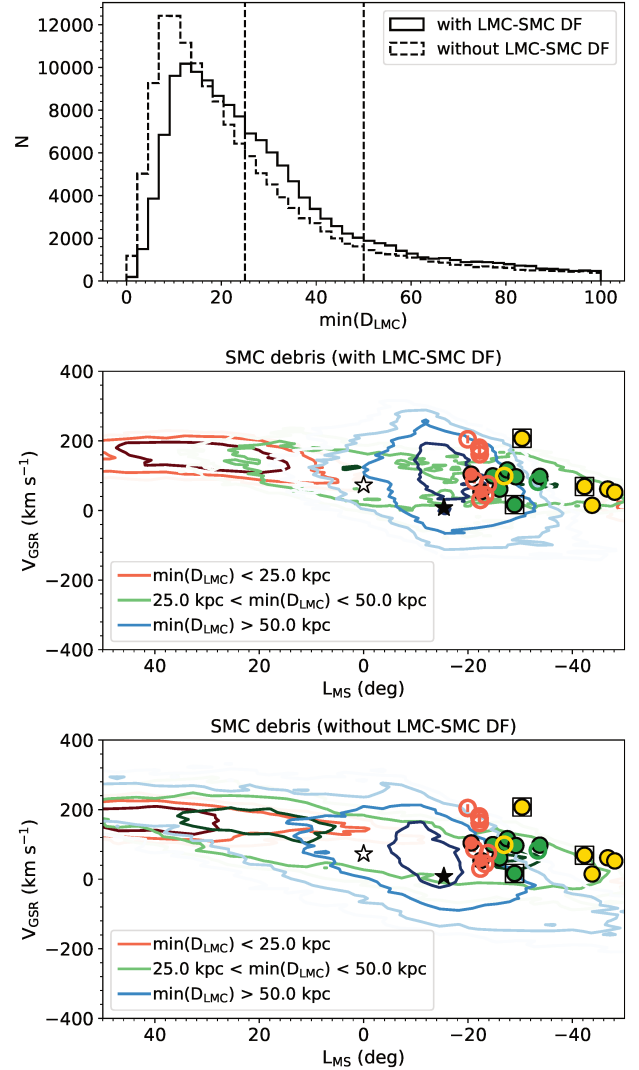 with LMC-SMC DF
without LMC-SMC DF
12000
10000
8000
6000
4000
2000
0
N
0 20 40 60 80 100
min(D_LMC)
SMC debris (with LMC-SMC DF)
400
200
0
−200
−400
V_GSR (km s⁻¹)
min(D_LMC) < 25.0 kpc
25.0 kpc < min(D_LMC) < 50.0 kpc
min(D_LMC) > 50.0 kpc
40 20 0 −20 −40
L_MS (deg)
SMC debris (without LMC-SMC DF)
400
200
0
−200
−400
V_GSR (km s⁻¹)
min(D_LMC) < 25.0 kpc
25.0 kpc < min(D_LMC) < 50.0 kpc
min(D_LMC) > 50.0 kpc
40 20 0 −20 −40
L_MS (deg)